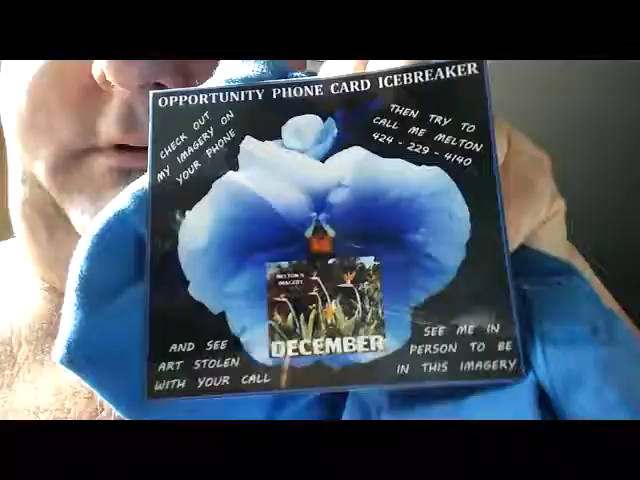 OPPORTUNITY PHONE CARD ICEBREAKER
CHECK OUT
MY IMAGERY ON
YOUR PHONE
THEN TRY TO
CALL ME MELTON
424 - 229 - 4140
MELTON'S
IMAGERY
DECEMBER
AND SEE
ART STOLEN
WITH YOUR CALL
SEE ME IN
PERSON TO BE
IN THIS IMAGERY